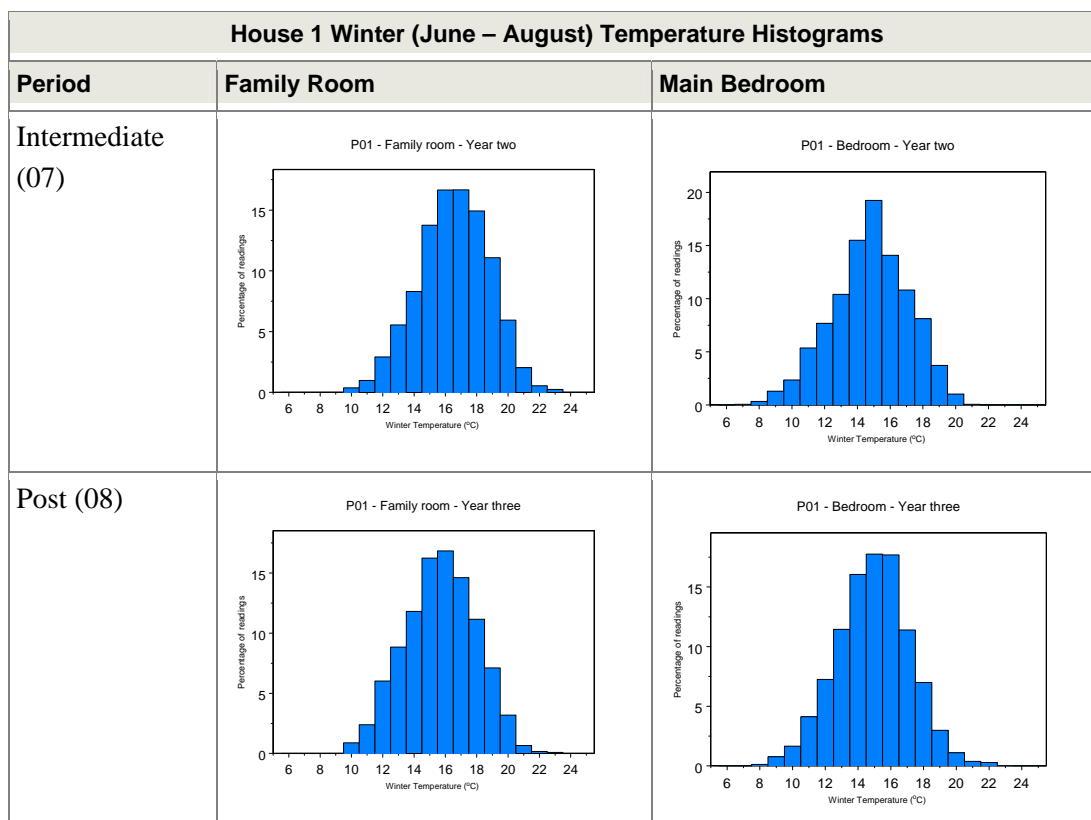 House 1 Winter (June – August) Temperature Histograms
Period Family Room Main Bedroom
Intermediate
(07)
P01 - Family room - Year two
Percentage of readings
15
10
5
0
6 8 10 12 14 16 18 20 22 24
Winter Temperature (ºC)
P01 - Bedroom - Year two
Percentage of readings
20
15
10
5
0
6 8 10 12 14 16 18 20 22 24
Winter Temperature (ºC)
Post (08)
P01 - Family room - Year three
Percentage of readings
15
10
5
0
6 8 10 12 14 16 18 20 22 24
Winter Temperature (ºC)
P01 - Bedroom - Year three
Percentage of readings
15
10
5
0
6 8 10 12 14 16 18 20 22 24
Winter Temperature (ºC)